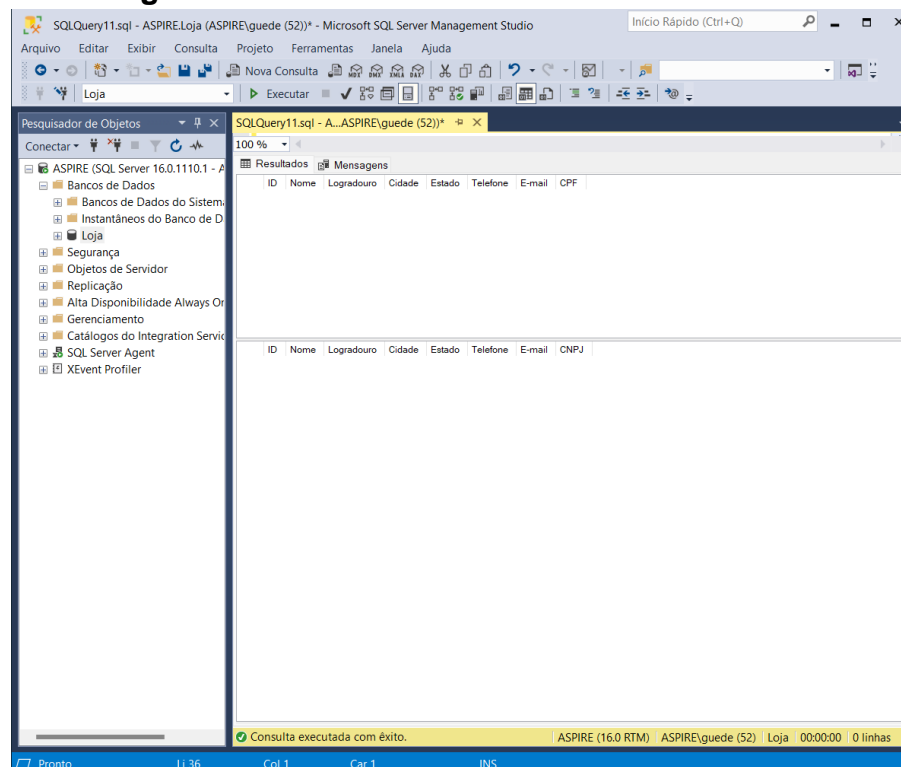 SQLQuery11.sql - ASPIRE.Loja (ASPIRE\guede (52))* - Microsoft SQL Server Management Studio
Início Rápido (Ctrl+Q)
Arquivo Editar Exibir Consulta Projeto Ferramentas Janela Ajuda
Nova Consulta MDX DMX XMLA DAX
Loja
Executar
Pesquisador de Objetos
SQLQuery11.sql - A...ASPIRE\guede (52))*
Conectar
100 %
Resultados Mensagens
ASPIRE (SQL Server 16.0.1110.1 - A
Bancos de Dados
Bancos de Dados do Sistema
Instantâneos do Banco de D
Loja
Segurança
Objetos de Servidor
Replicação
Alta Disponibilidade Always Or
Gerenciamento
Catálogos do Integration Servic
SQL Server Agent
XEvent Profiler
ID Nome Logradouro Cidade Estado Telefone E-mail CPF
ID Nome Logradouro Cidade Estado Telefone E-mail CNPJ
Consulta executada com êxito.
ASPIRE (16.0 RTM) ASPIRE\guede (52) Loja 00:00:00 0 linhas
Pronto Li 36 Col 1 Car 1 INS